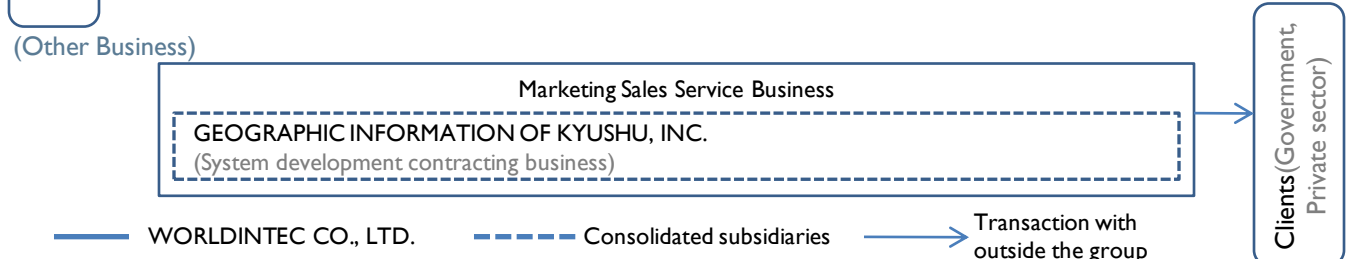 (Other Business)
Marketing Sales Service Business
GEOGRAPHIC INFORMATION OF KYUSHU, INC.
(System development contracting business)
Clients(Government,
Private sector)
WORLDINTEC CO., LTD.
Consolidated subsidiaries
Transaction with
outside the group